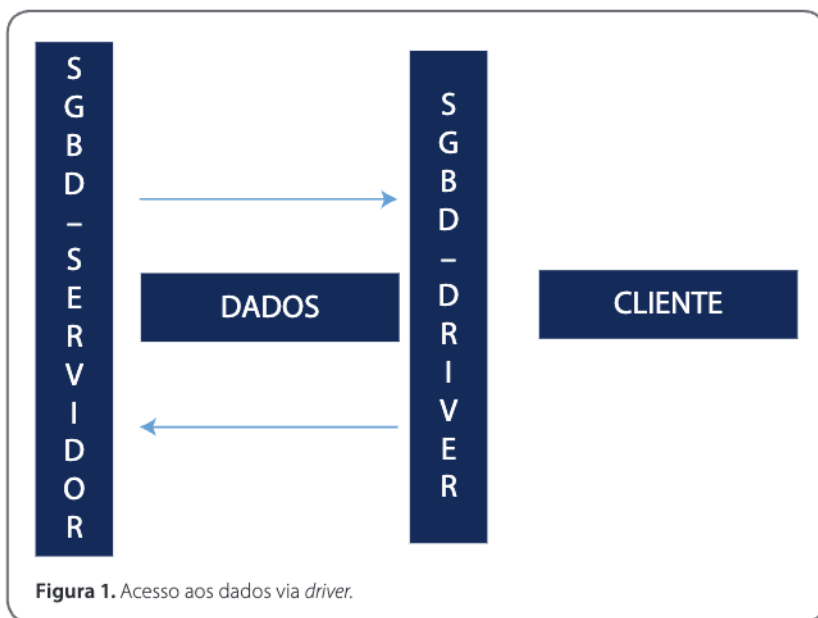 SGBD – SERVIDOR
DADOS
SGBD – DRIVER
CLIENTE
Figura 1. Acesso aos dados via driver.